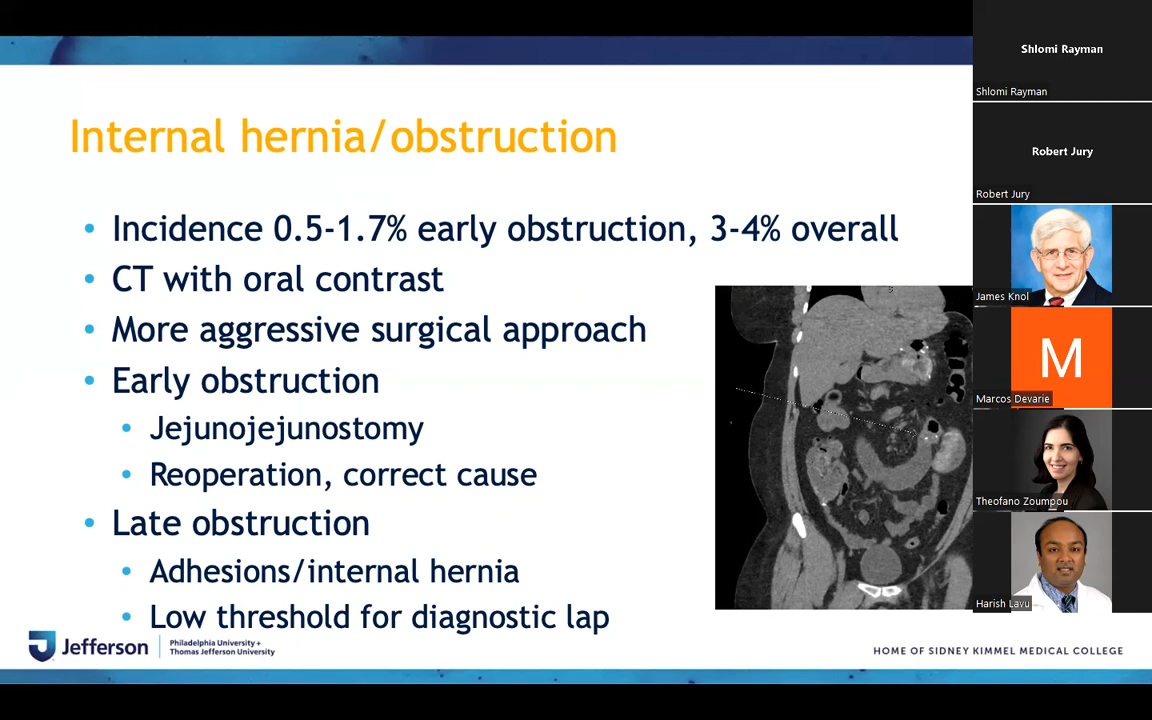 Internal hernia/obstruction
• Incidence 0.5-1.7% early obstruction, 3-4% overall
• CT with oral contrast
• More aggressive surgical approach
• Early obstruction
• Jejunojejunostomy
• Reoperation, correct cause
• Late obstruction
• Adhesions/internal hernia
• Low threshold for diagnostic lap
Jefferson
Philadelphia University +
Thomas Jefferson University
HOME OF SIDNEY KIMMEL MEDICAL COLLEGE
S
Shlomi Rayman
Shlomi Rayman
Robert Jury
Robert Jury
James Knol
M
Marcos Devarie
Theofano Zoumpou
Harish Lavu